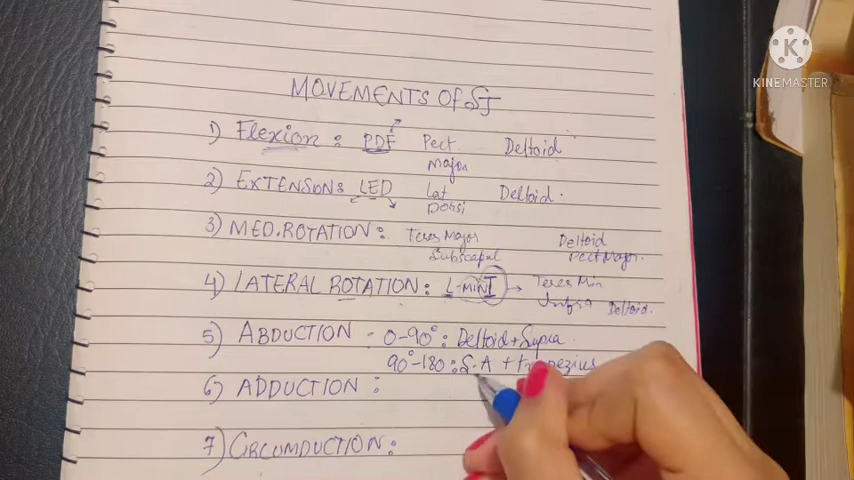 MOVEMENTS OF SJ
1) Flexion : PDF Pect. Deltoid
Major
2) EXTENSION: LED Lat Deltoid.
Dorsi
3) MED. ROTATION: Teres Major Deltoid
Subscapul Pect Major.
4) LATERAL ROTATION: L-MINI → Teres Min
Infra Deltoid.
5) ABDUCTION - 0-90°: Deltoid + Supra
90°-180: S.A + trapezius
6) ADDUCTION :
7) CIRCUMDUCTION:
KINEMASTER